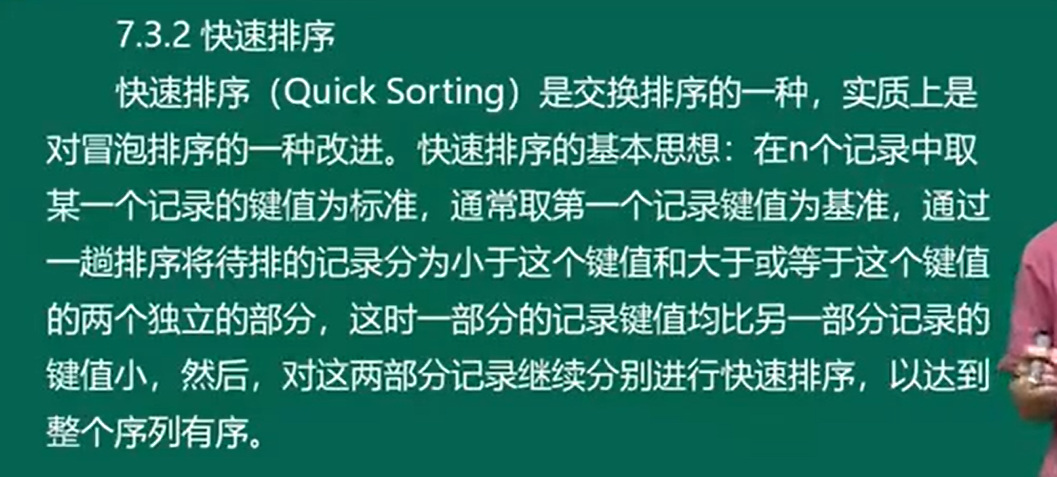 7.3.2 快速排序
快速排序（Quick Sorting）是交换排序的一种，实质上是
对冒泡排序的一种改进。快速排序的基本思想：在n个记录中取
某一个记录的键值为标准，通常取第一个记录键值为基准，通过
一趟排序将待排的记录分为小于这个键值和大于或等于这个键值
的两个独立的部分，这时一部分的记录键值均比另一部分记录的
键值小，然后，对这两部分记录继续分别进行快速排序，以达到
整个序列有序。